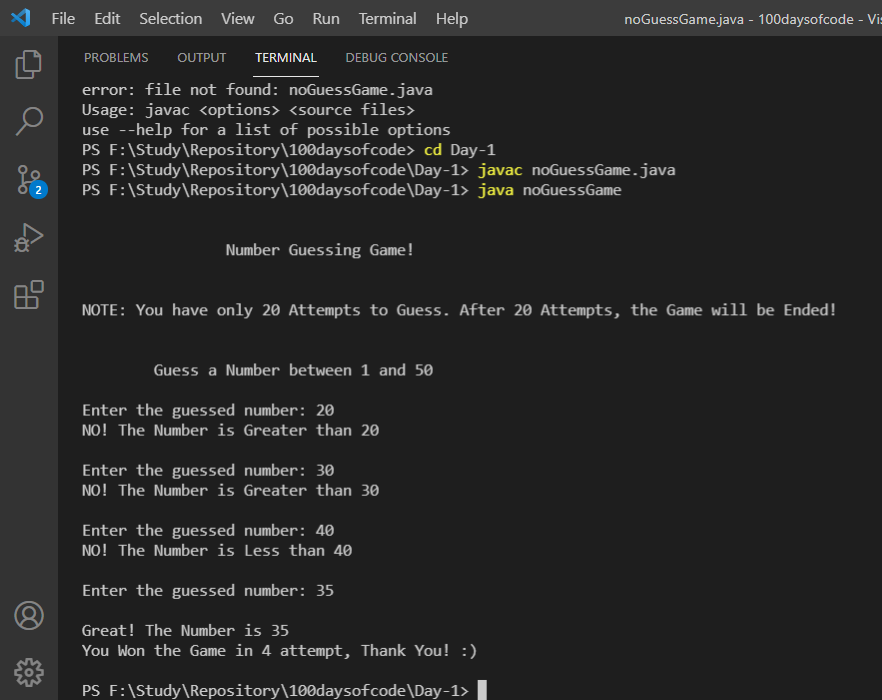 File Edit Selection View Go Run Terminal Help noGuessGame.java - 100daysofcode - Vis
PROBLEMS OUTPUT TERMINAL DEBUG CONSOLE
error: file not found: noGuessGame.java
Usage: javac <options> <source files>
use --help for a list of possible options
PS F:\Study\Repository\100daysofcode> cd Day-1
PS F:\Study\Repository\100daysofcode\Day-1> javac noGuessGame.java
PS F:\Study\Repository\100daysofcode\Day-1> java noGuessGame
Number Guessing Game!
NOTE: You have only 20 Attempts to Guess. After 20 Attempts, the Game will be Ended!
Guess a Number between 1 and 50
Enter the guessed number: 20
NO! The Number is Greater than 20
Enter the guessed number: 30
NO! The Number is Greater than 30
Enter the guessed number: 40
NO! The Number is Less than 40
Enter the guessed number: 35
Great! The Number is 35
You Won the Game in 4 attempt, Thank You! :)
PS F:\Study\Repository\100daysofcode\Day-1>
2